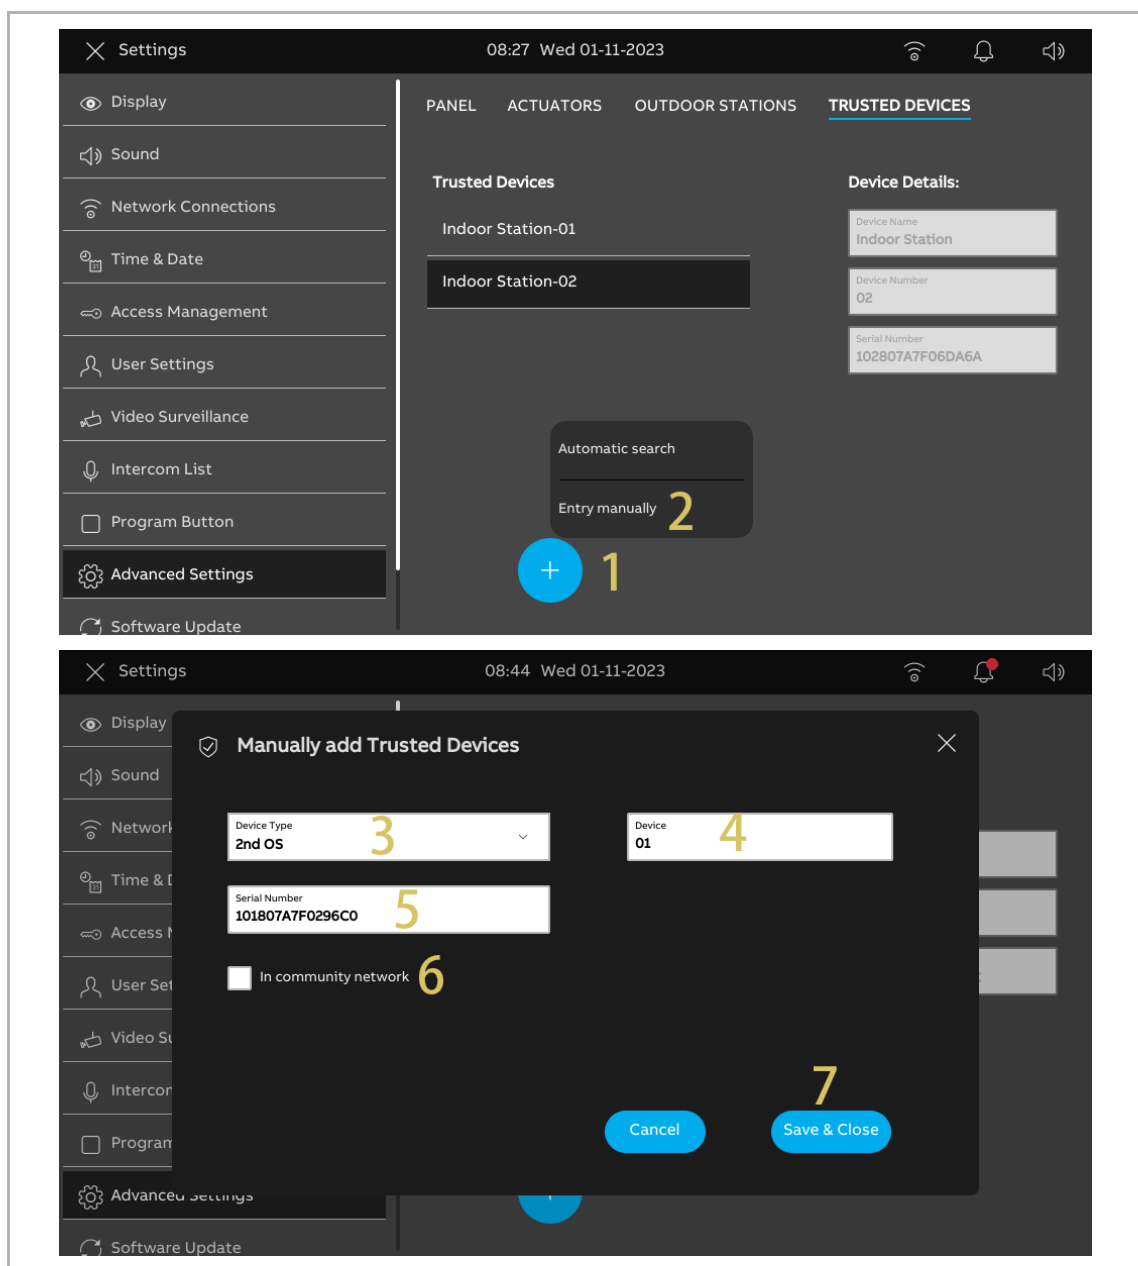 Settings
08:27 Wed 01-11-2023
Display
Sound
Network Connections
Time & Date
Access Management
User Settings
Video Surveillance
Intercom List
Program Button
Advanced Settings
Software Update
PANEL ACTUATORS OUTDOOR STATIONS TRUSTED DEVICES
Trusted Devices
Indoor Station-01
Indoor Station-02
Device Details:
Device Name
Indoor Station
Device Number
02
Serial Number
102807A7F06DA6A
Automatic search
Entry manually 2
+ 1
Settings
08:44 Wed 01-11-2023
Display
Sound
Network
Time & D
Access M
User Set
Video Su
Intercom
Program
Advanced Settings
Software Update
Manually add Trusted Devices
Device Type
2nd OS 3
Device
01 4
Serial Number
101807A7F0296C0 5
In community network 6
7
Cancel Save & Close